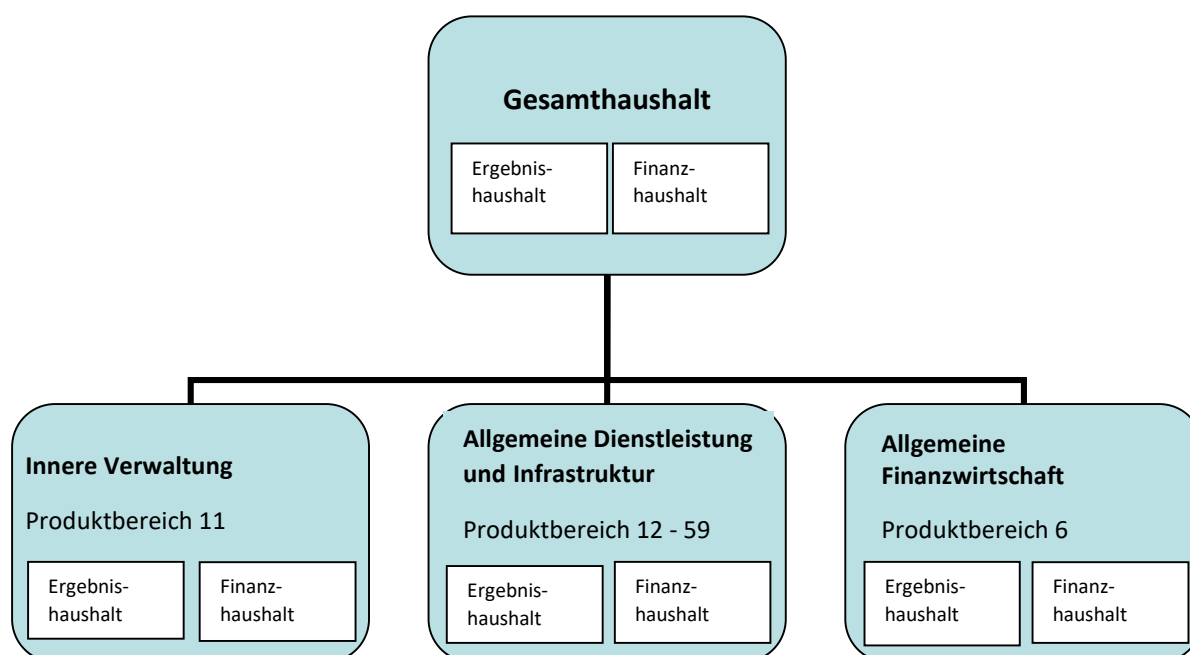 Gesamthaushalt
Ergebnis-
haushalt
Finanz-
haushalt
Innere Verwaltung
Produktbereich 11
Ergebnis-
haushalt
Finanz-
haushalt
Allgemeine Dienstleistung
und Infrastruktur
Produktbereich 12 - 59
Ergebnis-
haushalt
Finanz-
haushalt
Allgemeine
Finanzwirtschaft
Produktbereich 6
Ergebnis-
haushalt
Finanz-
haushalt